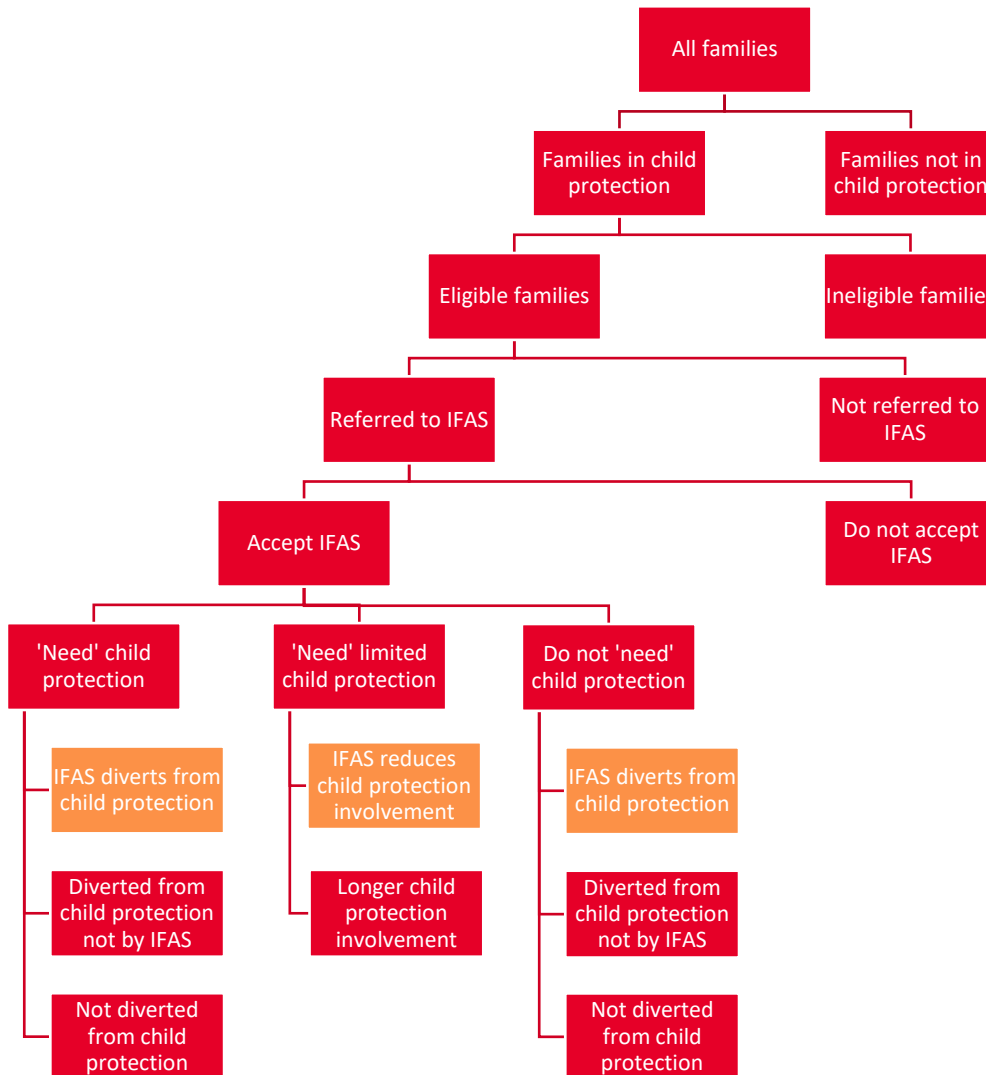 All families
Families in child
protection
Families not in
child protection
Eligible families
Ineligible familie
Referred to IFAS
Not referred to
IFAS
Accept IFAS
Do not accept
IFAS
'Need' child
protection
'Need' limited
child protection
Do not 'need'
child protection
IFAS diverts from
child protection
IFAS reduces
child protection
involvement
IFAS diverts from
child protection
Diverted from
child protection
not by IFAS
Longer child
protection
involvement
Diverted from
child protection
not by IFAS
Not diverted
from child
protection
Not diverted
from child
protection